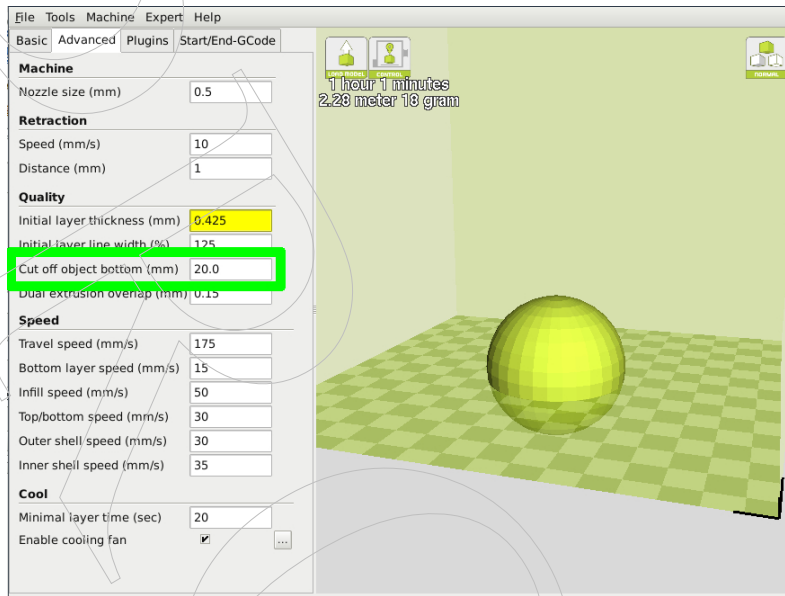 File Tools Machine Expert Help
Basic Advanced Plugins Start/End-GCode
Machine
Nozzle size (mm) 0.5
Retraction
Speed (mm/s) 10
Distance (mm) 1
Quality
Initial layer thickness (mm) 0.425
Initial layer line width (%) 125
Cut off object bottom (mm) 20.0
Dual extrusion overlap (mm) 0.15
Speed
Travel speed (mm/s) 175
Bottom layer speed (mm/s) 15
Infill speed (mm/s) 50
Top/bottom speed (mm/s) 30
Outer shell speed (mm/s) 30
Inner shell speed (mm/s) 35
Cool
Minimal layer time (sec) 20
Enable cooling fan ...
LOAD MODEL CONTROL
1 hour 1 minutes
2.28 meter 18 gram
NORMAL